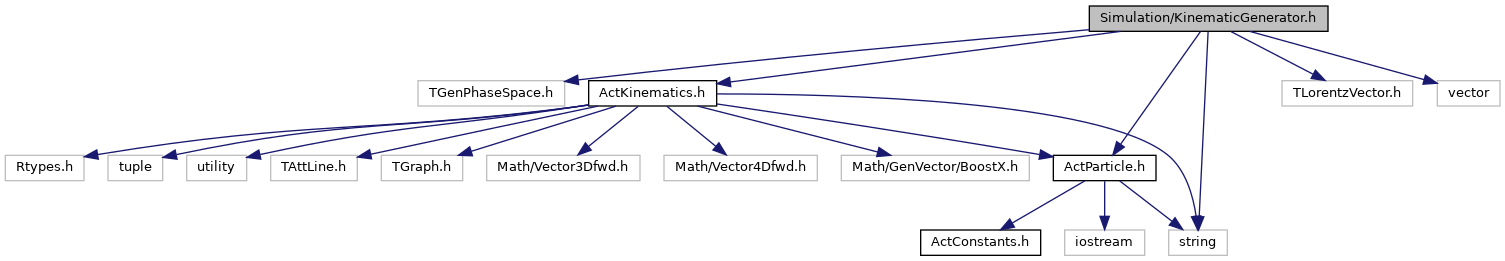 Simulation/KinematicGenerator.h
TGenPhaseSpace.h
ActKinematics.h
TLorentzVector.h
vector
Rtypes.h
tuple
utility
TAttLine.h
TGraph.h
Math/Vector3Dfwd.h
Math/Vector4Dfwd.h
Math/GenVector/BoostX.h
ActParticle.h
ActConstants.h
iostream
string